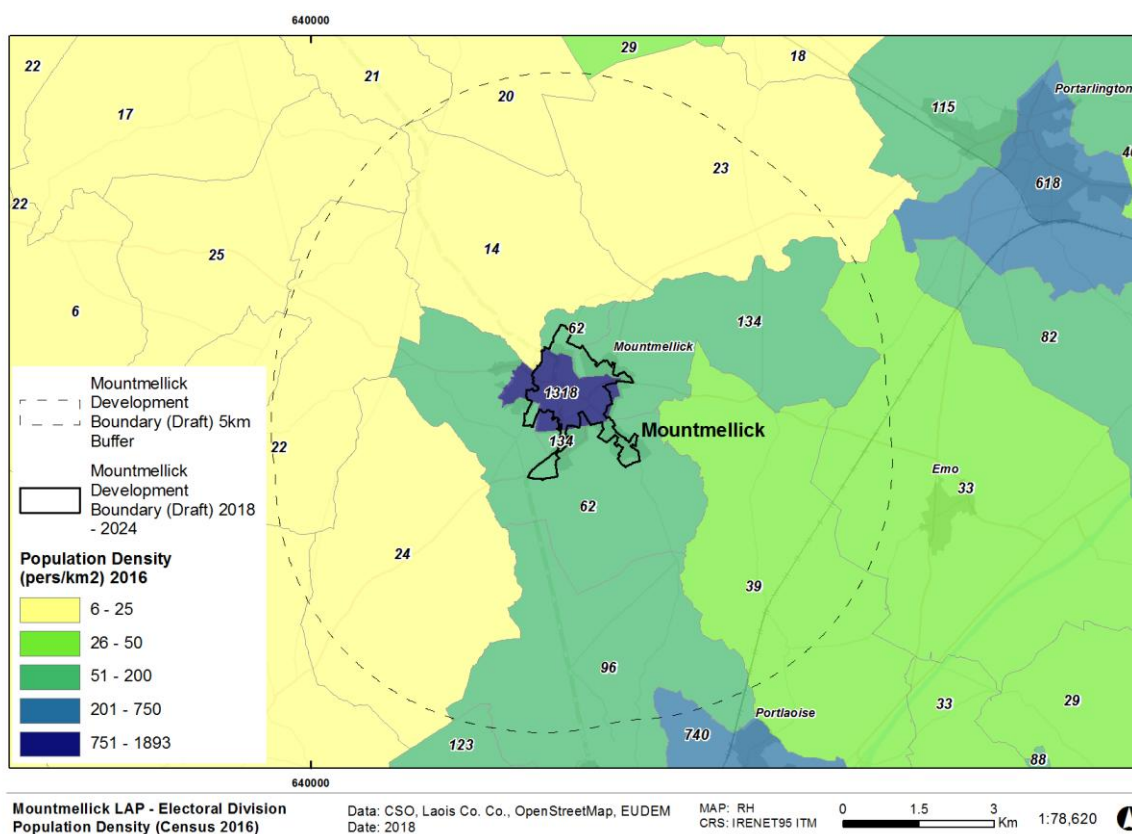 640000
29
22
21
18
20
17
115
Portarlington
23
618
22
25
14
6
134
82
62
Mountmellick
1318
Mountmellick
134
22
62
Emo
33
24
39
96
33
29
Portlaoise
740
123
88
Mountmellick
Development
Boundary (Draft) 5km
Buffer
Mountmellick
Development
Boundary (Draft) 2018
- 2024
Population Density
(pers/km2) 2016
6 - 25
26 - 50
51 - 200
201 - 750
751 - 1893
640000
Mountmellick LAP - Electoral Division
Population Density (Census 2016)
Data: CSO, Laois Co. Co., OpenStreetMap, EUDEM
Date: 2018
MAP: RH
CRS: IRENET95 ITM
0 1.5 3
Km
1:78,620